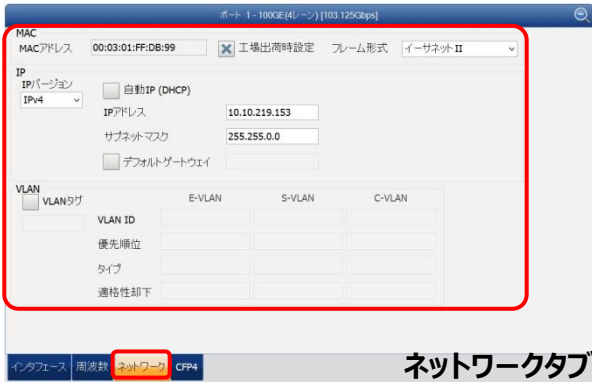 ポート 1 - 100GE(4レーン) [103.125Gbps]
MAC
MACアドレス 00:03:01:FF:DB:99 工場出荷時設定 フレーム形式 イーサネット II
IP
IPバージョン
IPv4
自動IP (DHCP)
IPアドレス 10.10.219.153
サブネットマスク 255.255.0.0
デフォルトゲートウェイ
VLAN
VLANタグ E-VLAN S-VLAN C-VLAN
VLAN ID
優先順位
タイプ
適格性却下
インタフェース 周波数 ネットワーク CFP4
ネットワークタブ